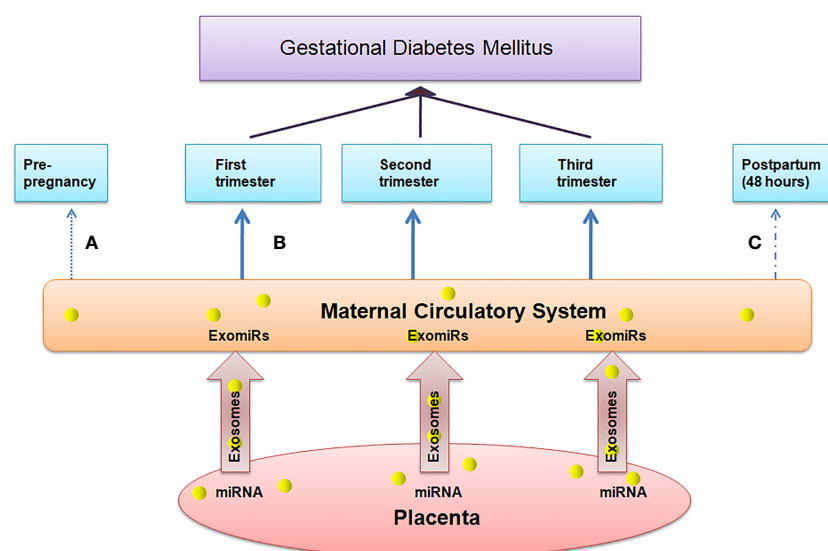 Gestational Diabetes Mellitus
Pre-
pregnancy
First
trimester
Second
trimester
Third
trimester
Postpartum
(48 hours)
A
B
C
Maternal Circulatory System
ExomiRs
ExomiRs
ExomiRs
Exosomes
Exosomes
Exosomes
miRNA
miRNA
miRNA
Placenta